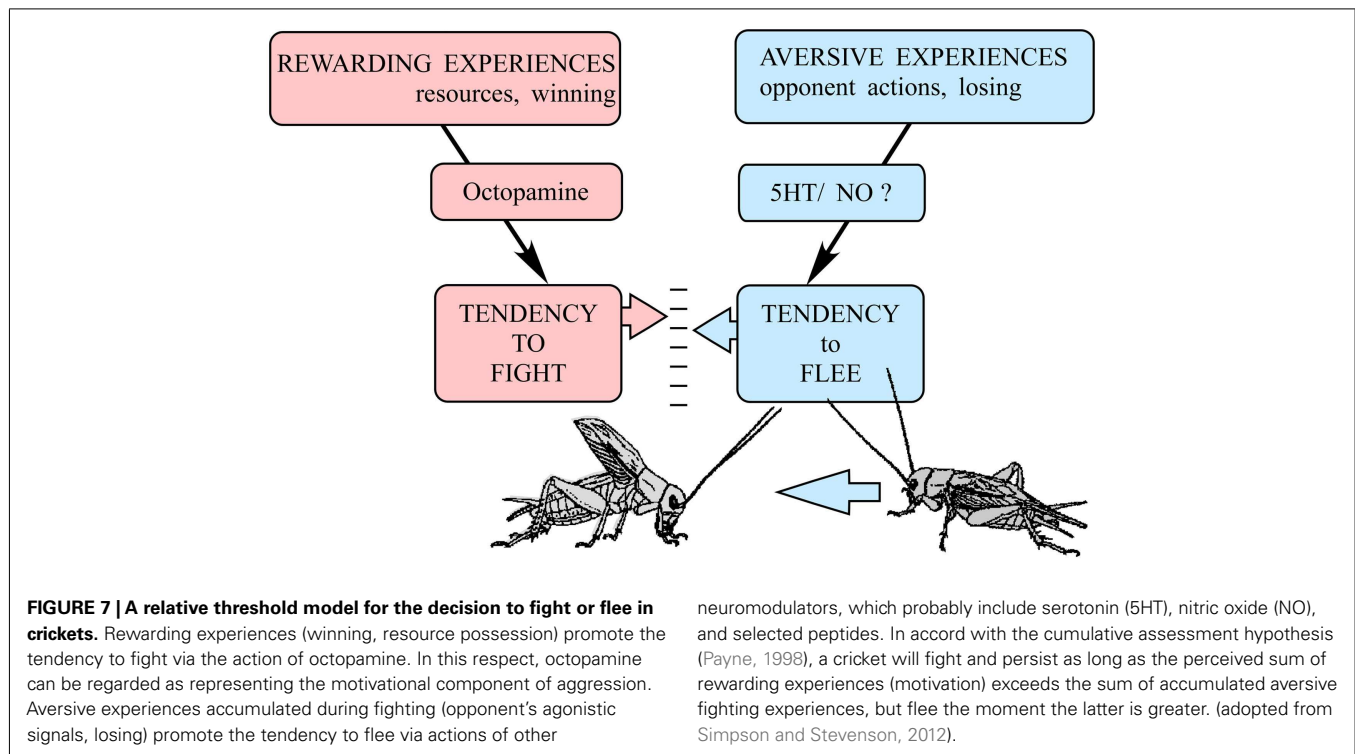 REWARDING EXPERIENCES
resources, winning
AVERSIVE EXPERIENCES
opponent actions, losing
Octopamine
5HT/ NO ?
TENDENCY
TO
FIGHT
TENDENCY
to
FLEE
FIGURE 7 | A relative threshold model for the decision to fight or flee in
crickets. Rewarding experiences (winning, resource possession) promote the
tendency to fight via the action of octopamine. In this respect, octopamine
can be regarded as representing the motivational component of aggression.
Aversive experiences accumulated during fighting (opponent's agonistic
signals, losing) promote the tendency to flee via actions of other
neuromodulators, which probably include serotonin (5HT), nitric oxide (NO),
and selected peptides. In accord with the cumulative assessment hypothesis
(Payne, 1998), a cricket will fight and persist as long as the perceived sum of
rewarding experiences (motivation) exceeds the sum of accumulated aversive
fighting experiences, but flee the moment the latter is greater. (adopted from
Simpson and Stevenson, 2012).